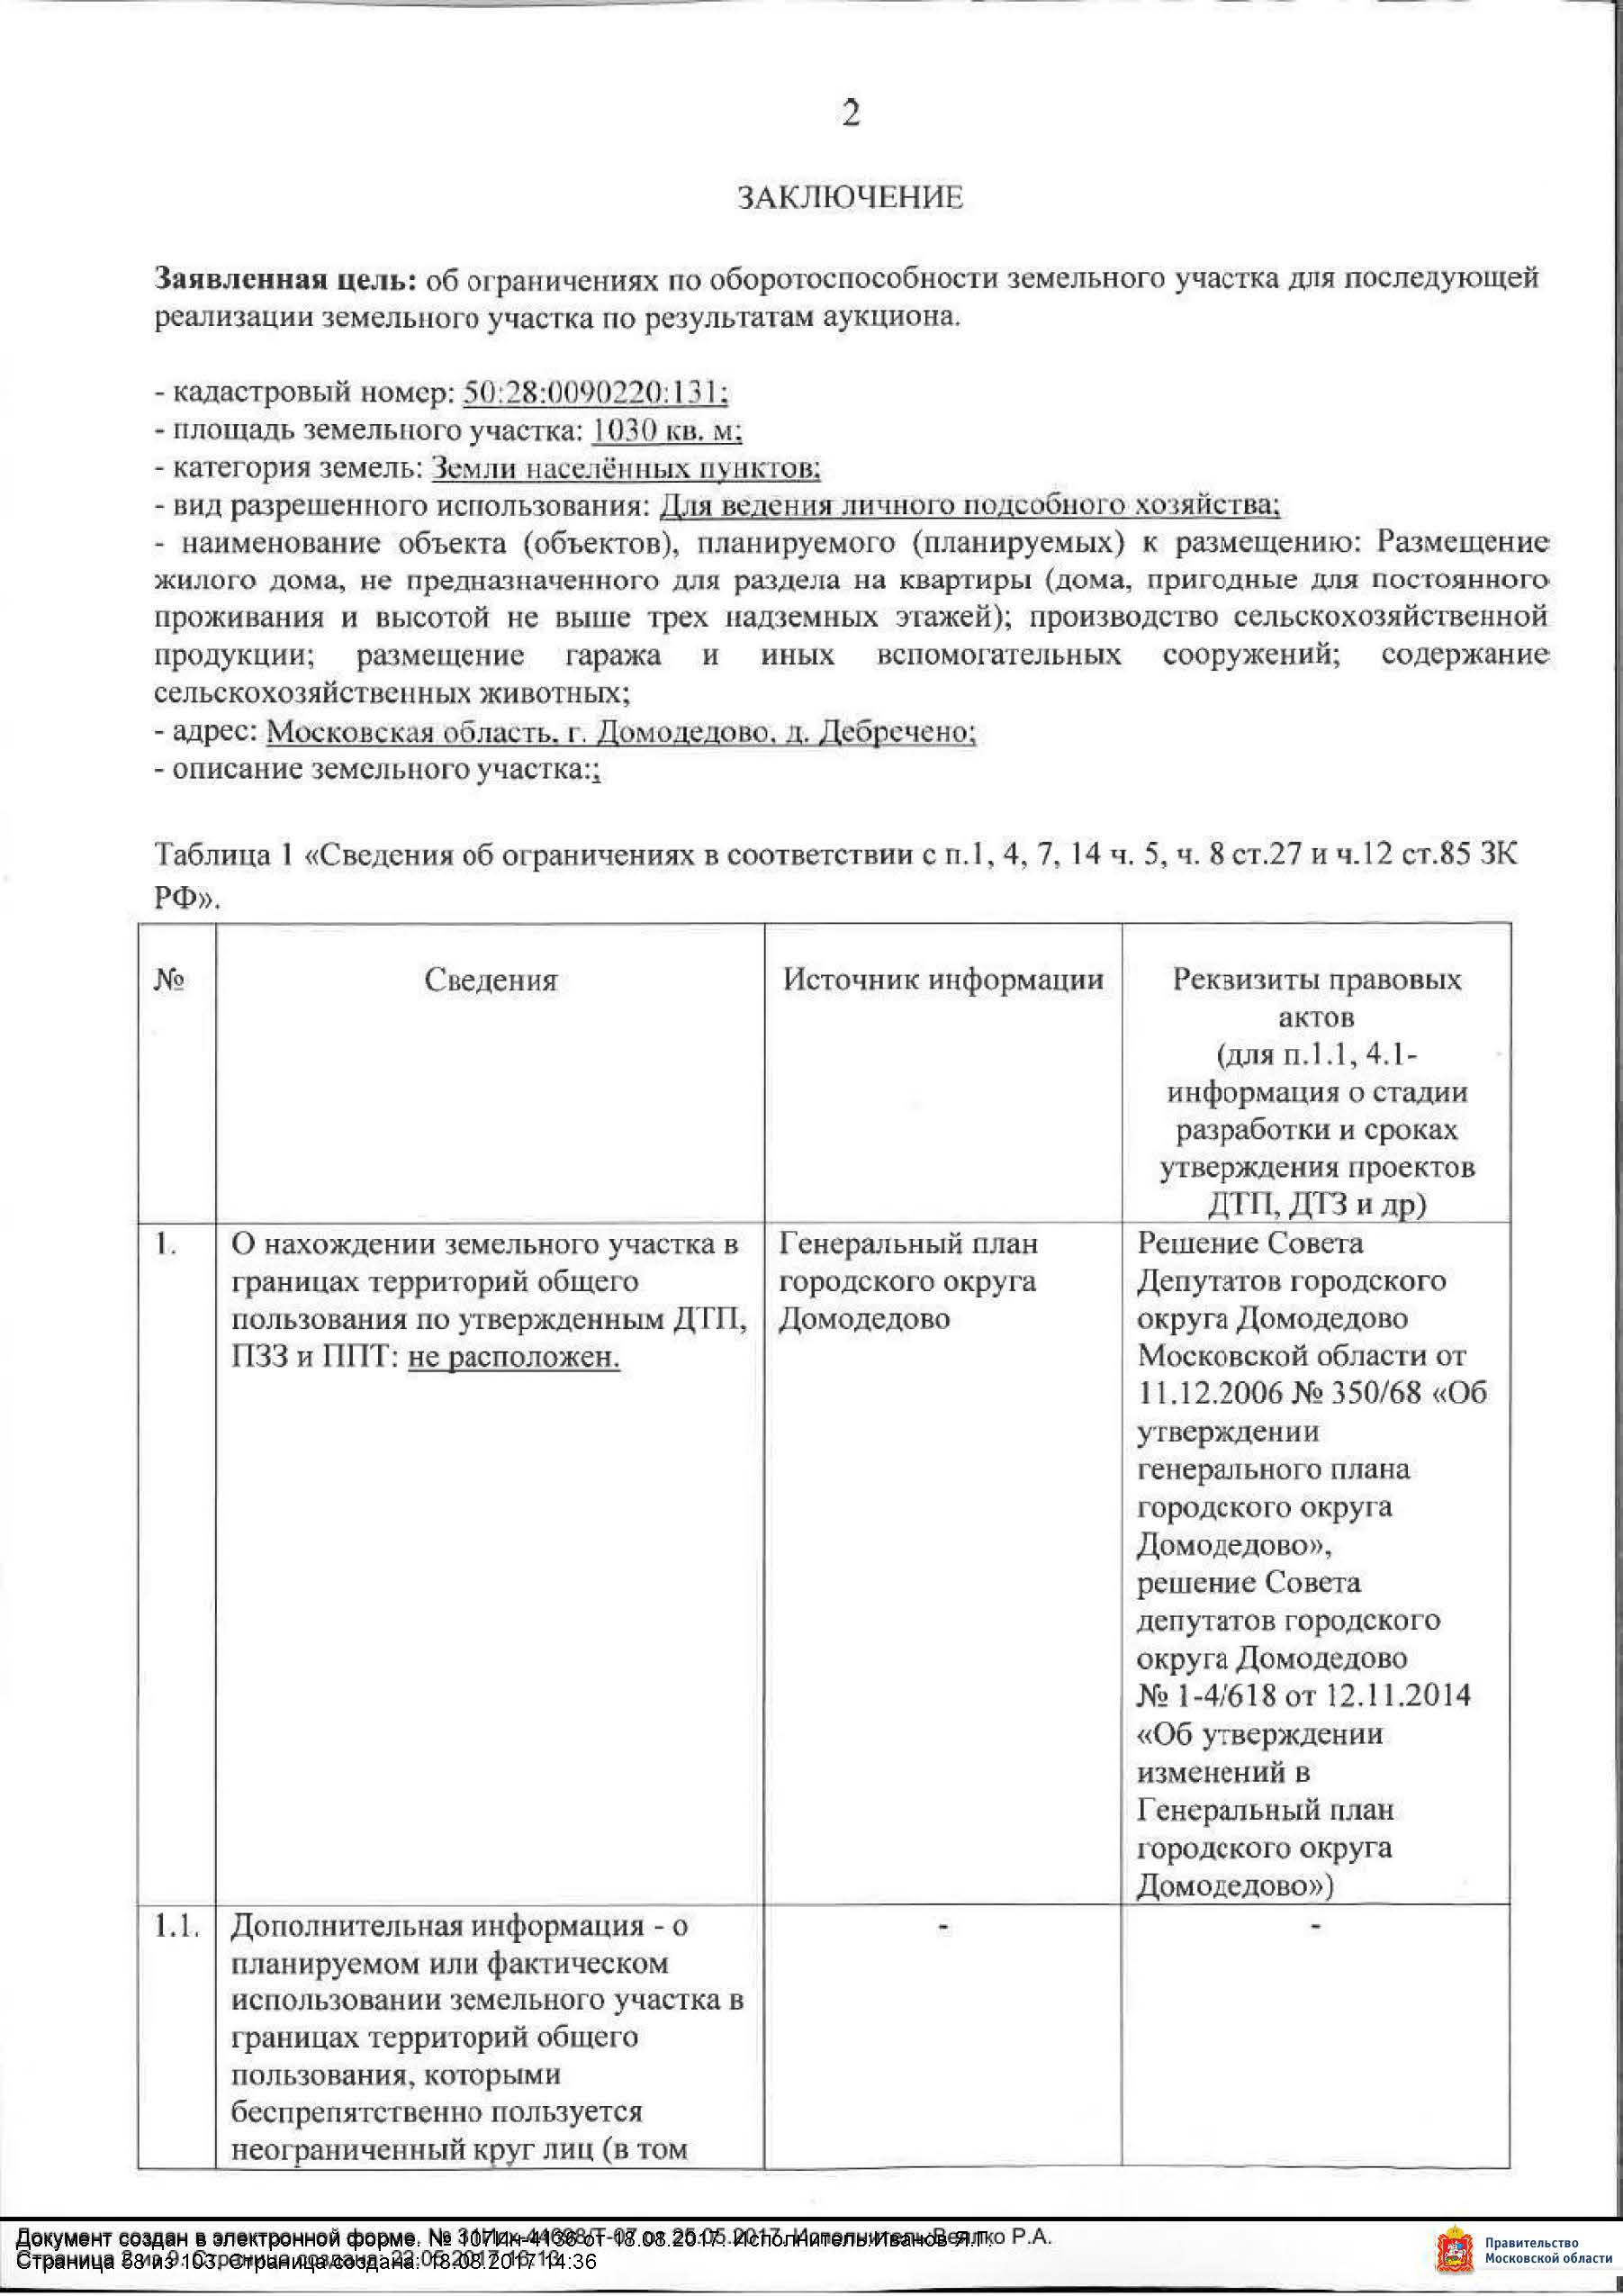 2
ЗАКЛЮЧЕНИЕ
Заявленная цель: об ограничениях по оборотоспособности земельного участка для последующей
реализации земельного участка по результатам аукциона.
- кадастровый номер: 50:28:0090220:131;
- площадь земельного участка: 1030 кв. м;
- категория земель: Земли населённых пунктов;
- вид разрешенного использования: Для ведения личного подсобного хозяйства;
- наименование объекта (объектов), планируемого (планируемых) к размещению: Размещение
жилого дома, не предназначенного для раздела на квартиры (дома, пригодные для постоянного
проживания и высотой не выше трех надземных этажей); производство сельскохозяйственной
продукции; размещение гаража и иных вспомогательных сооружений; содержание
сельскохозяйственных животных;
- адрес: Московская область, г. Домодедово, д. Дебречено;
- описание земельного участка:;
Таблица 1 «Сведения об ограничениях в соответствии с п.1, 4, 7, 14 ч. 5, ч. 8 ст.27 и ч.12 ст.85 ЗК
РФ».
№
Сведения
Источник информации
Реквизиты правовых
актов
(для п.1.1, 4.1-
информация о стадии
разработки и сроках
утверждения проектов
ДТП, ДТЗ и др)
1.
О нахождении земельного участка в
границах территорий общего
пользования по утвержденным ДТП,
ПЗЗ и ППТ: не расположен.
Генеральный план
городского округа
Домодедово
Решение Совета
Депутатов городского
округа Домодедово
Московской области от
11.12.2006 № 350/68 «Об
утверждении
генерального плана
городского округа
Домодедово»,
решение Совета
депутатов городского
округа Домодедово
№ 1-4/618 от 12.11.2014
«Об утверждении
изменений в
Генеральный план
городского округа
Домодедово»)
1.1.
Дополнительная информация - о
планируемом или фактическом
использовании земельного участка в
границах территорий общего
пользования, которыми
беспрепятственно пользуется
неограниченный круг лиц (в том
-
-
Документ создан в электронной форме. №
Р.А.
14:36
Правительство
Московской области